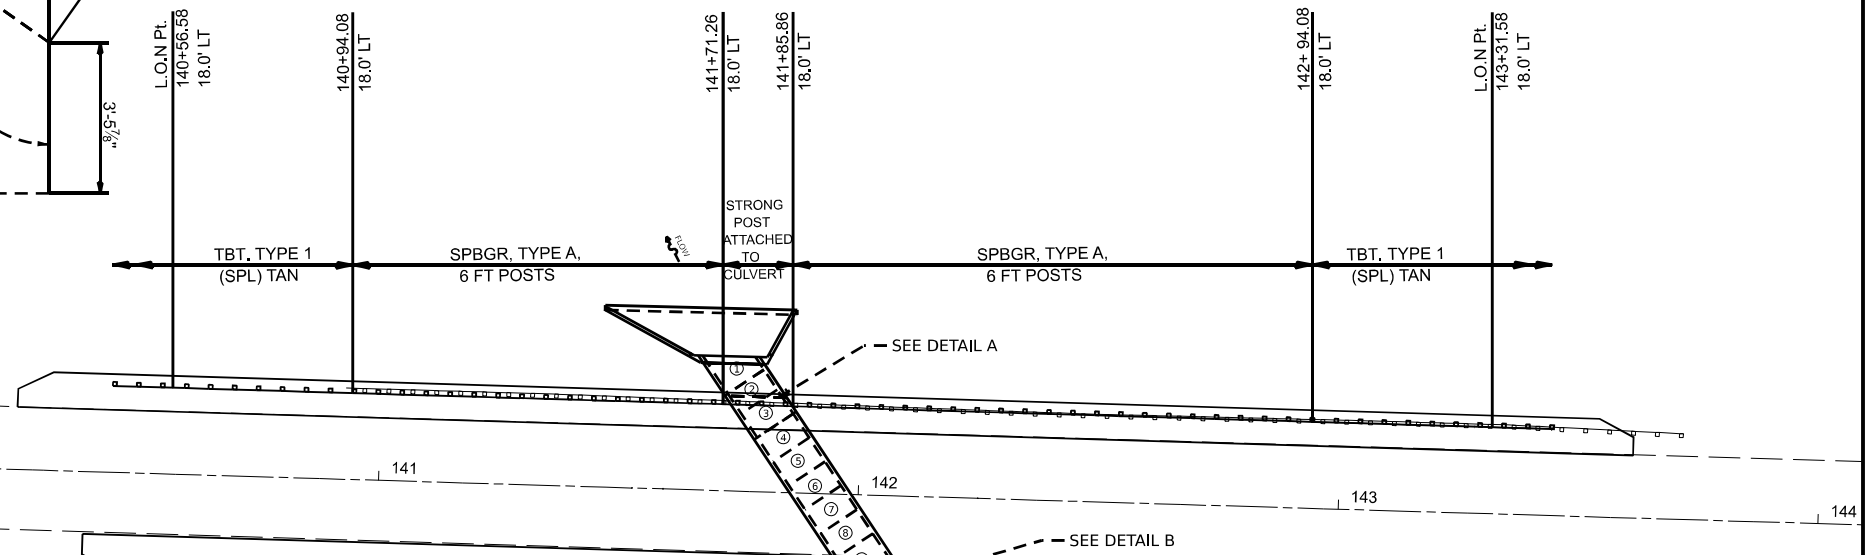 L.O.N Pt.
140+56.58
18.0' LT
140+94.08
18.0' LT
141+71.26
18.0' LT
141+85.86
18.0' LT
142+ 94.08
18.0' LT
L.O.N Pt.
143+31.58
18.0' LT
3'-5⅞"
TBT. TYPE 1
(SPL) TAN
SPBGR, TYPE A,
6 FT POSTS
FLOW
STRONG
POST
ATTACHED
TO
CULVERT
SPBGR, TYPE A,
6 FT POSTS
TBT. TYPE 1
(SPL) TAN
SEE DETAIL A
1
2
3
4
5
6
7
8
141
142
143
144
SEE DETAIL B